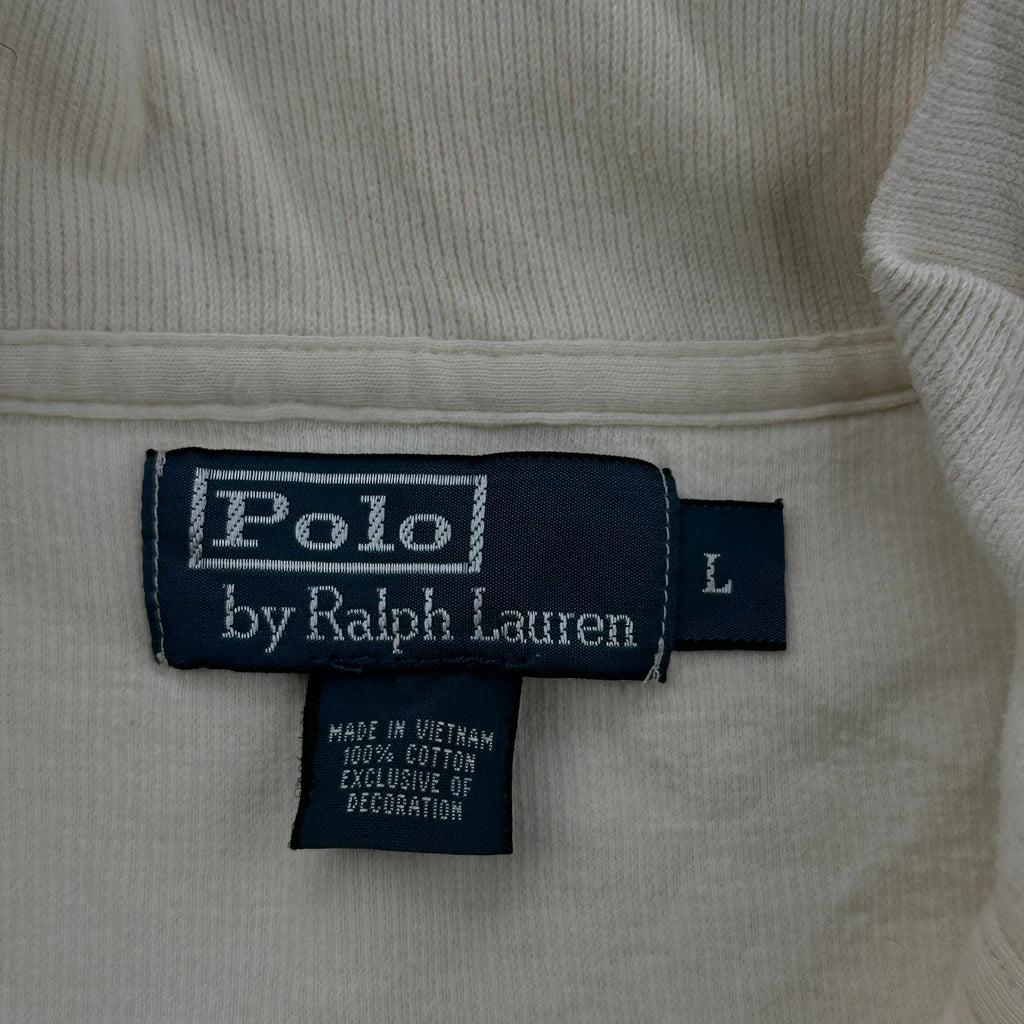 Polo
by Ralph Lauren
L
MADE IN VIETNAM
100% COTTON
EXCLUSIVE OF
DECORATION